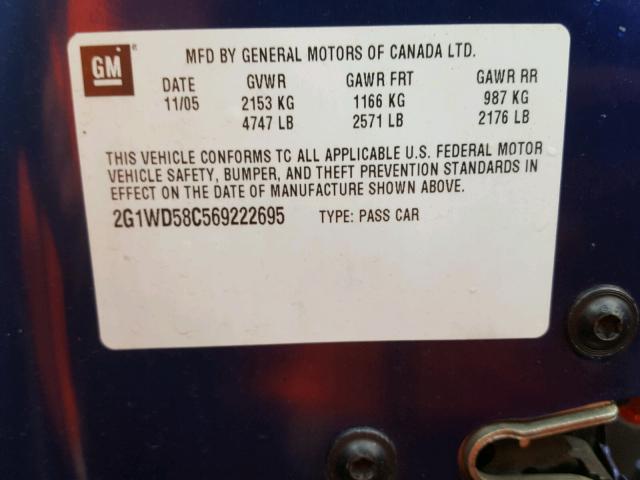 GM
MFD BY GENERAL MOTORS OF CANADA LTD.
DATE GVWR GAWR FRT GAWR RR
11/05 2153 KG 1166 KG 987 KG
4747 LB 2571 LB 2176 LB
THIS VEHICLE CONFORMS TO ALL APPLICABLE U.S. FEDERAL MOTOR
VEHICLE SAFETY, BUMPER, AND THEFT PREVENTION STANDARDS IN
EFFECT ON THE DATE OF MANUFACTURE SHOWN ABOVE.
2G1WD58C569222695 TYPE: PASS CAR